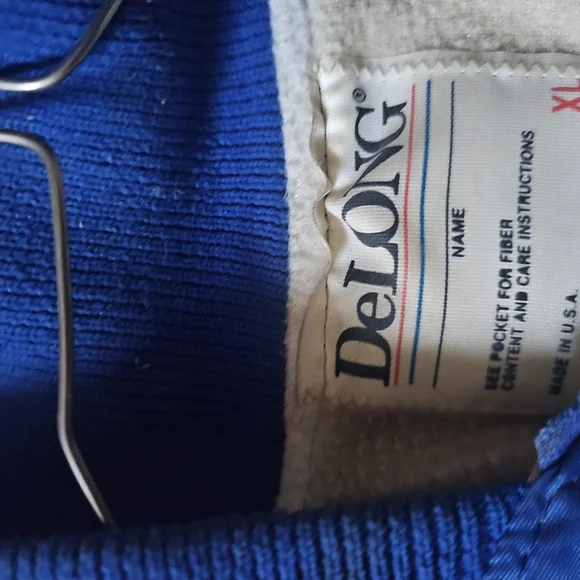 DeLONG®
NAME
SEE POCKET FOR FIBER
CONTENT AND CARE INSTRUCTIONS
XL
MADE IN U.S.A.